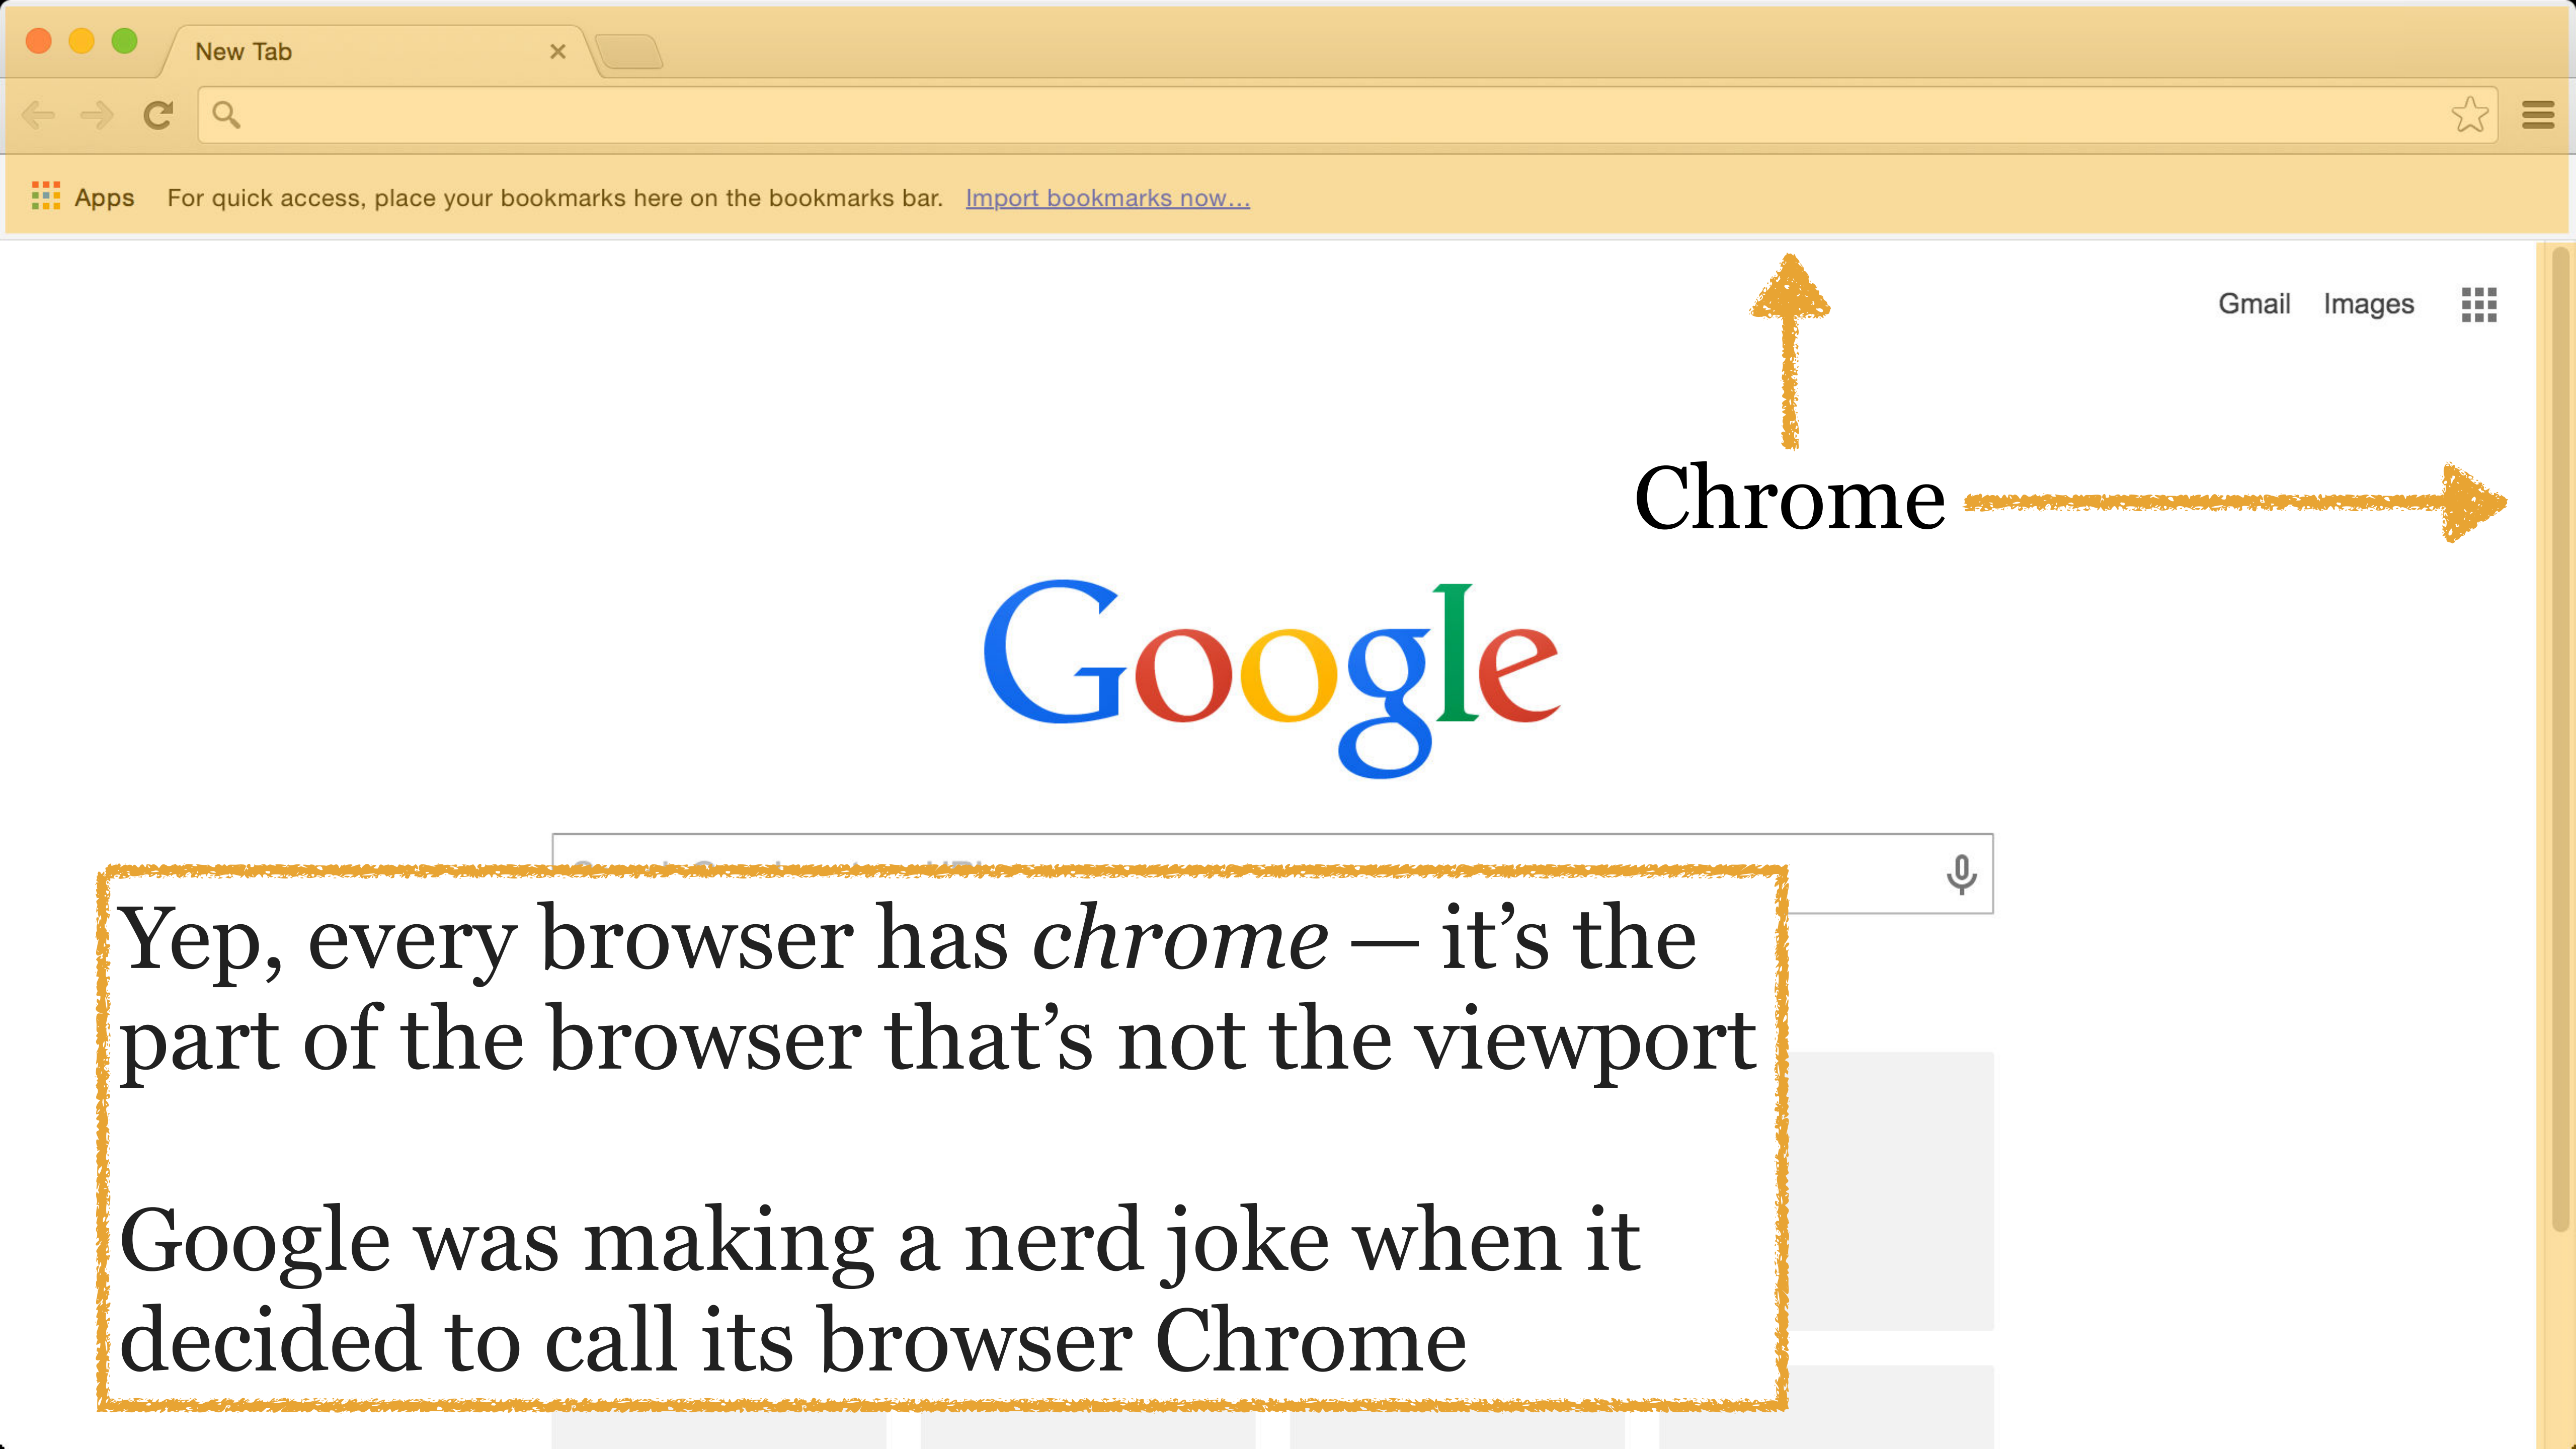 New Tab
Apps For quick access, place your bookmarks here on the bookmarks bar. Import bookmarks now...
Gmail Images
Chrome
Google
Yep, every browser has chrome — it’s the
part of the browser that’s not the viewport
Google was making a nerd joke when it
decided to call its browser Chrome